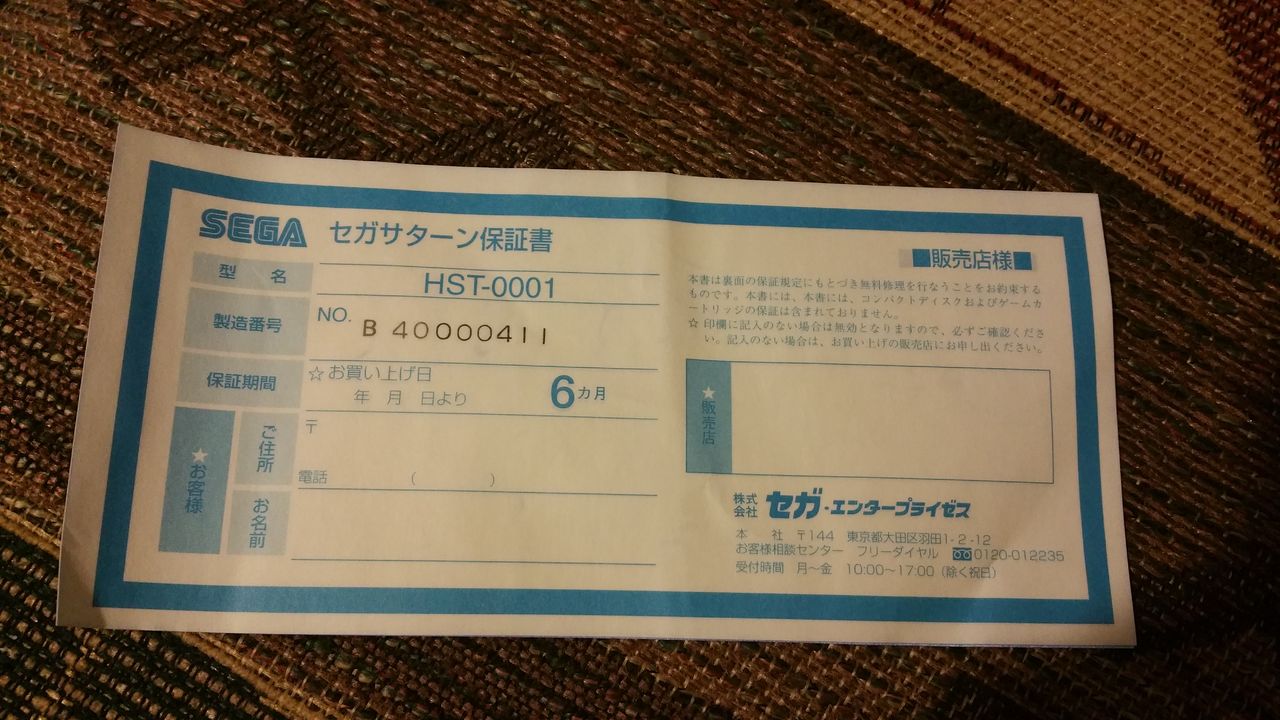 SEGA セガサターン保証書
型 名 HST-0001
製造番号 NO. B 40000411
保証期間 ☆お買い上げ日
年 月 日より 6カ月
★お客様
ご住所 〒
電話 ( )
お名前
■販売店様■
本書は裏面の保証規定にもとづき無料修理を行なうことをお約束する
ものです。本書には、本書には、コンパクトディスクおよびゲームカ
ートリッジの保証は含まれておりません。
☆ 印欄に記入のない場合は無効となりますので、必ずご確認くださ
い。記入のない場合は、お買い上げの販売店にお申し出ください。
★販売店
株式会社 セガ・エンタープライゼス
本 社 〒144 東京都大田区羽田1-2-12
お客様相談センター フリーダイヤル 0120-012235
受付時間 月～金 10:00～17:00（除く祝日）